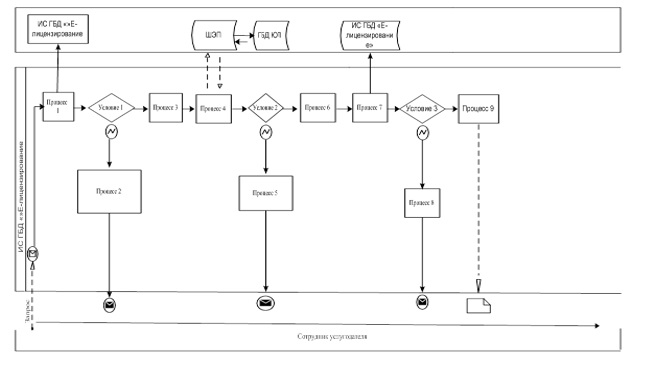 ИС ГБД «»Е-
лицензирование
ШЭП
ГБД ЮЛ
ИС ГБД «Е-
лицензировани
е»
Процесс
1
Условие 1
Процесс 3
Процесс 4
Условие 2
Процесс 6
Процесс 7
Условие 3
Процесс 9
Процесс 2
Процесс 5
Процесс 8
ИС ГБД «»Е-лицензирование
Запрос
Сотрудник услугодателя